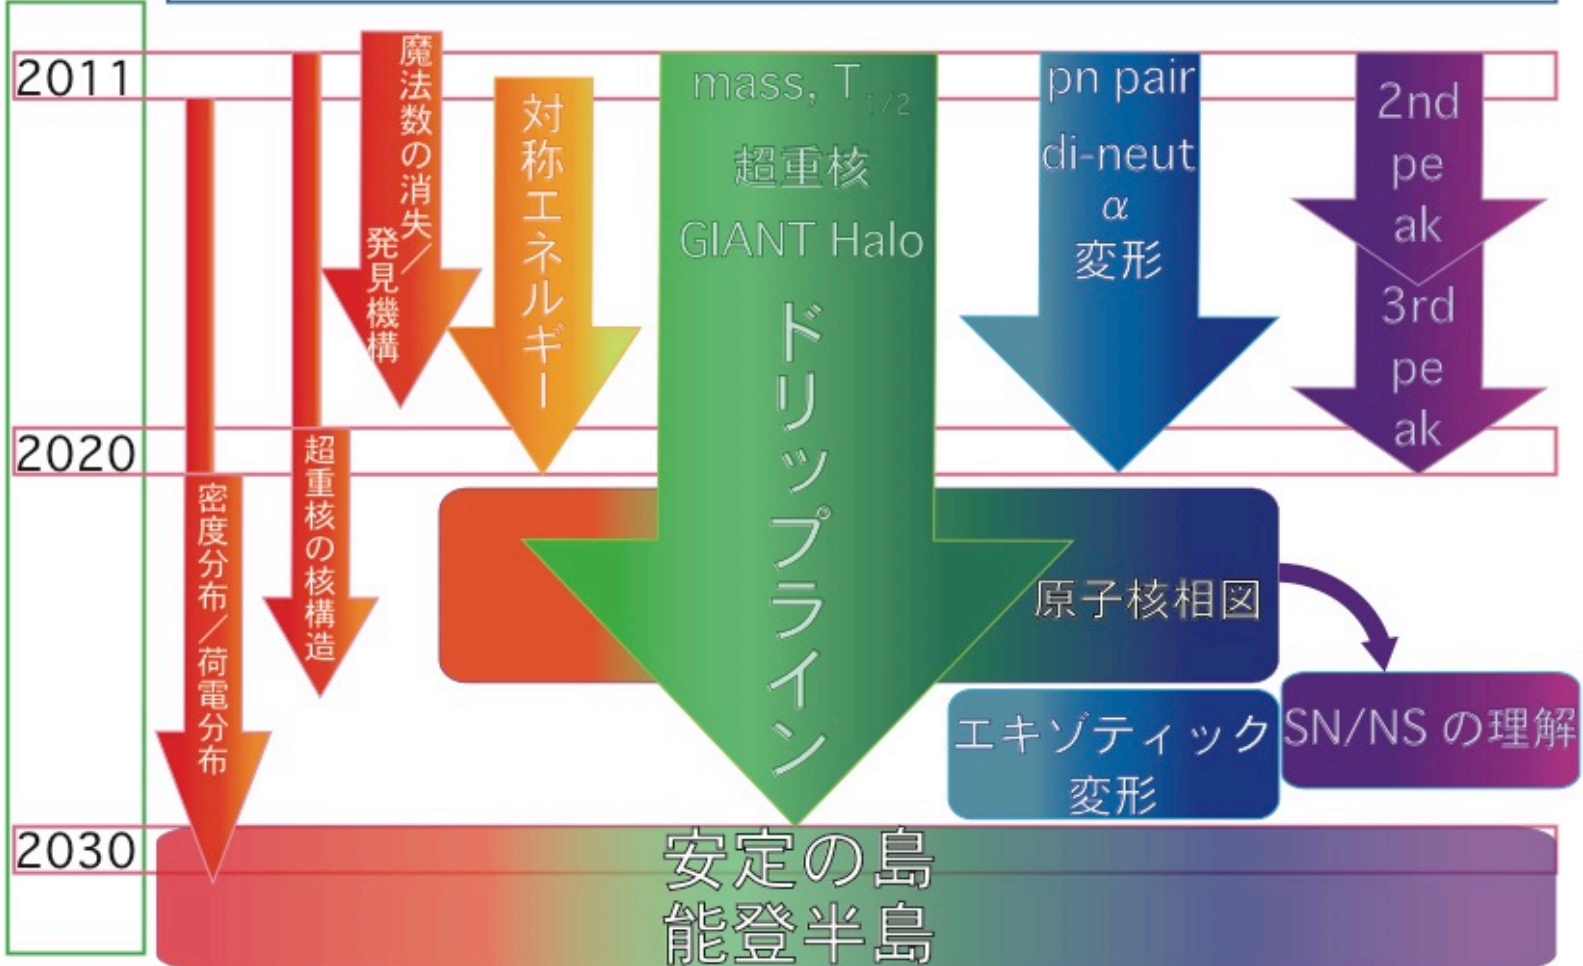 2011
魔法数の消失／
発見機構
対称エネルギー
mass, T1/2
超重核
GIANT Halo
ドリップライン
pn pair
di-neut
α
変形
2nd
pe
ak
3rd
pe
ak
2020
密度分布／荷電分布
超重核の核構造
原子核相図
エキゾティック
変形
SN/NS の理解
2030
安定の島
能登半島